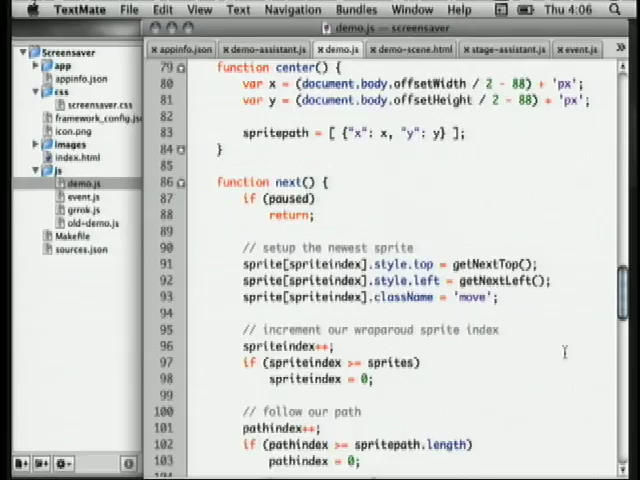 TextMate File Edit View Text Navigation Bundles Window Help Thu 4:06
demo.js — screensaver
appinfo.json demo-assistant.js demo.js demo-scene.html stage-assistant.js event.js »
Screensaver
app
appinfo.json
css
screensaver.css
framework_config.js
icon.png
images
index.html
js
demo.js
event.js
grrok.js
old-demo.js
Makefile
sources.json
79 function center() {
80 var x = (document.body.offsetWidth / 2 - 88) + 'px';
81 var y = (document.body.offsetHeight / 2 - 88) + 'px';
82
83 spritepath = [ {"x": x, "y": y} ];
84 }
85
86 function next() {
87 if (paused)
88 return;
89
90 // setup the newest sprite
91 sprite[spriteindex].style.top = getNextTop();
92 sprite[spriteindex].style.left = getNextLeft();
93 sprite[spriteindex].className = 'move';
94
95 // increment our wraparoud sprite index
96 spriteindex++;
97 if (spriteindex >= sprites)
98 spriteindex = 0;
99
100 // follow our path
101 pathindex++;
102 if (pathindex >= spritepath.length)
103 pathindex = 0;